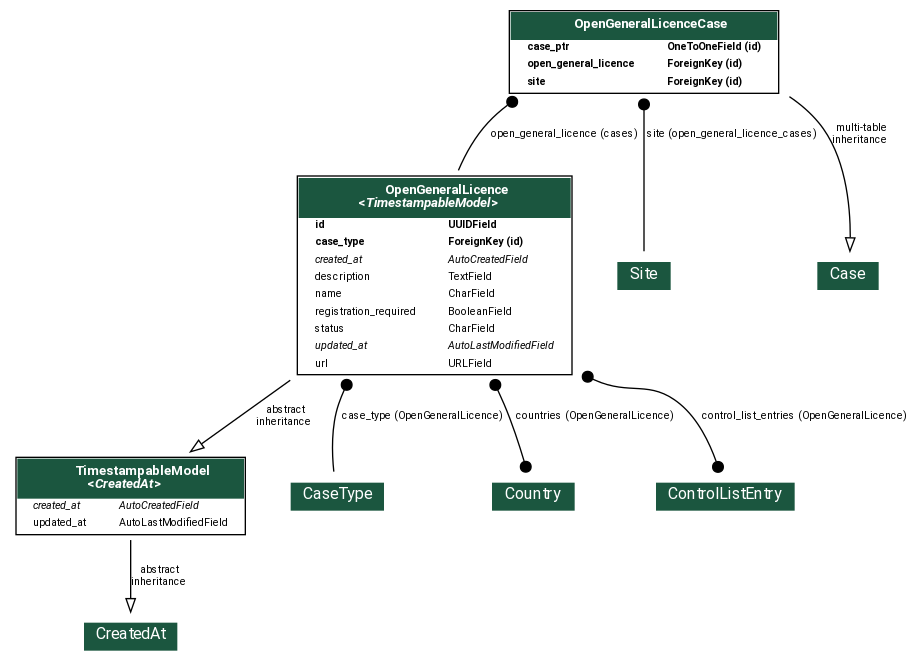 OpenGeneralLicenceCase
case_ptr OneToOneField (id)
open_general_licence ForeignKey (id)
site ForeignKey (id)
open_general_licence (cases)
site (open_general_licence_cases)
multi-table
inheritance
OpenGeneralLicence
<TimestampableModel>
id UUIDField
case_type ForeignKey (id)
created_at AutoCreatedField
description TextField
name CharField
registration_required BooleanField
status CharField
updated_at AutoLastModifiedField
url URLField
Site
Case
abstract
inheritance
case_type (OpenGeneralLicence)
countries (OpenGeneralLicence)
control_list_entries (OpenGeneralLicence)
TimestampableModel
<CreatedAt>
created_at AutoCreatedField
updated_at AutoLastModifiedField
CaseType
Country
ControlListEntry
abstract
inheritance
CreatedAt